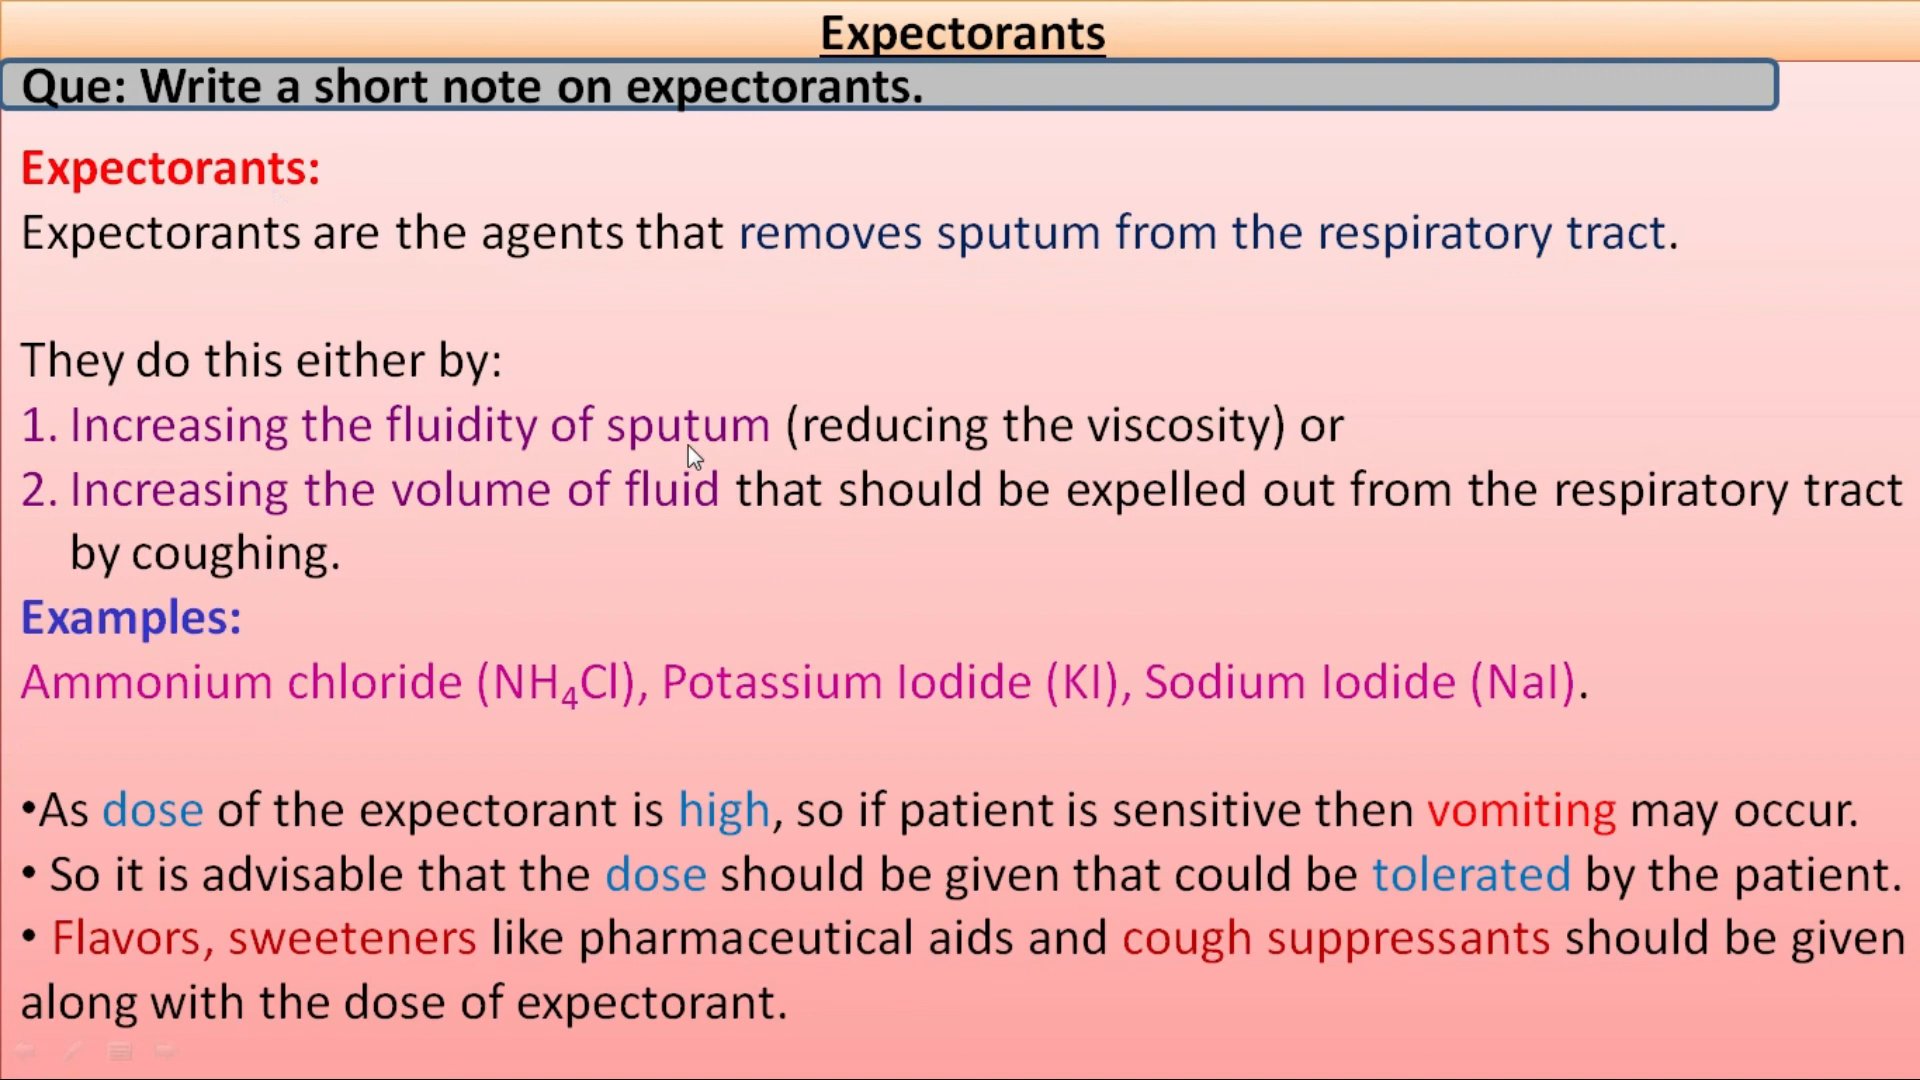 Expectorants
Que: Write a short note on expectorants.
Expectorants:
Expectorants are the agents that removes sputum from the respiratory tract.
They do this either by:
1. Increasing the fluidity of sputum (reducing the viscosity) or
2. Increasing the volume of fluid that should be expelled out from the respiratory tract
by coughing.
Examples:
Ammonium chloride (NH₄Cl), Potassium Iodide (KI), Sodium Iodide (NaI).
•As dose of the expectorant is high, so if patient is sensitive then vomiting may occur.
• So it is advisable that the dose should be given that could be tolerated by the patient.
• Flavors, sweeteners like pharmaceutical aids and cough suppressants should be given
along with the dose of expectorant.